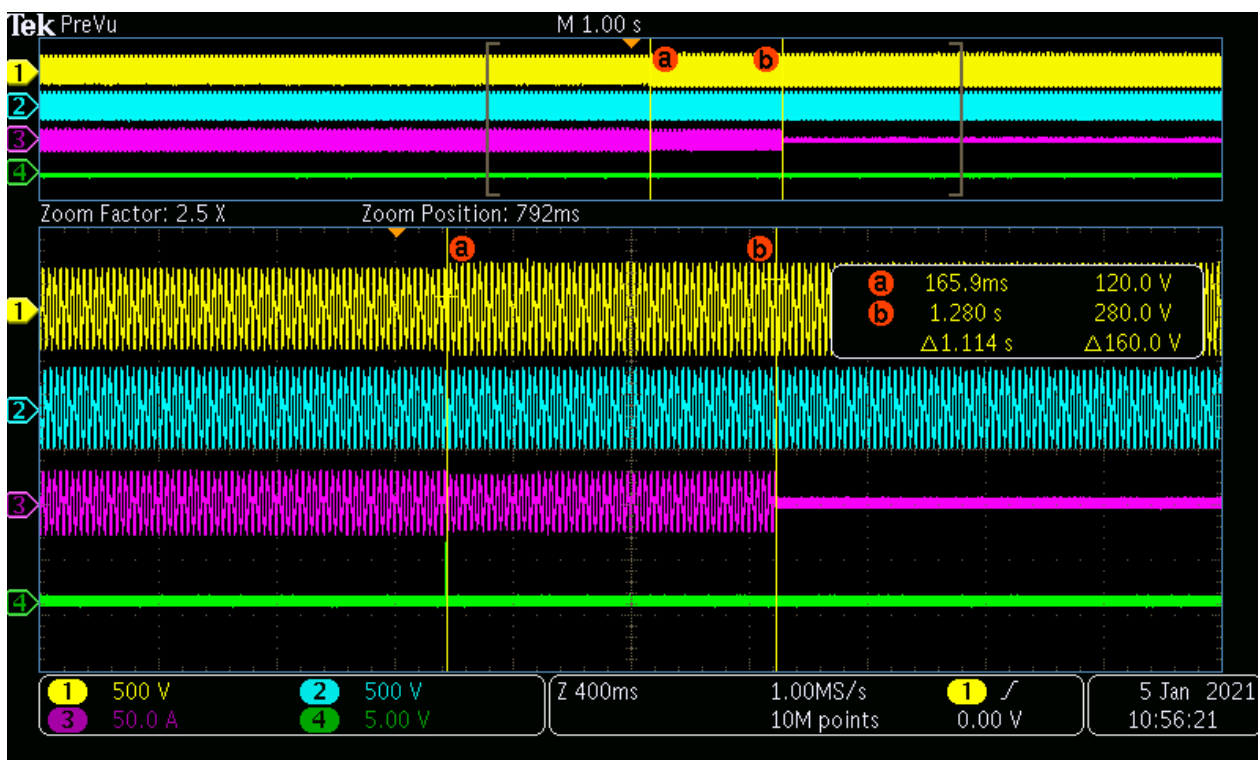 Tek PreVu M 1.00 s
a b
1
2
3
4
Zoom Factor: 2.5 X Zoom Position: 792ms
a b
a 165.9ms 120.0 V
b 1.280 s 280.0 V
△1.114 s △160.0 V
1
2
3
4
1 500 V 2 500 V Z 400ms 1.00MS/s 1 5 Jan 2021
3 50.0 A 4 5.00 V 10M points 0.00 V 10:56:21